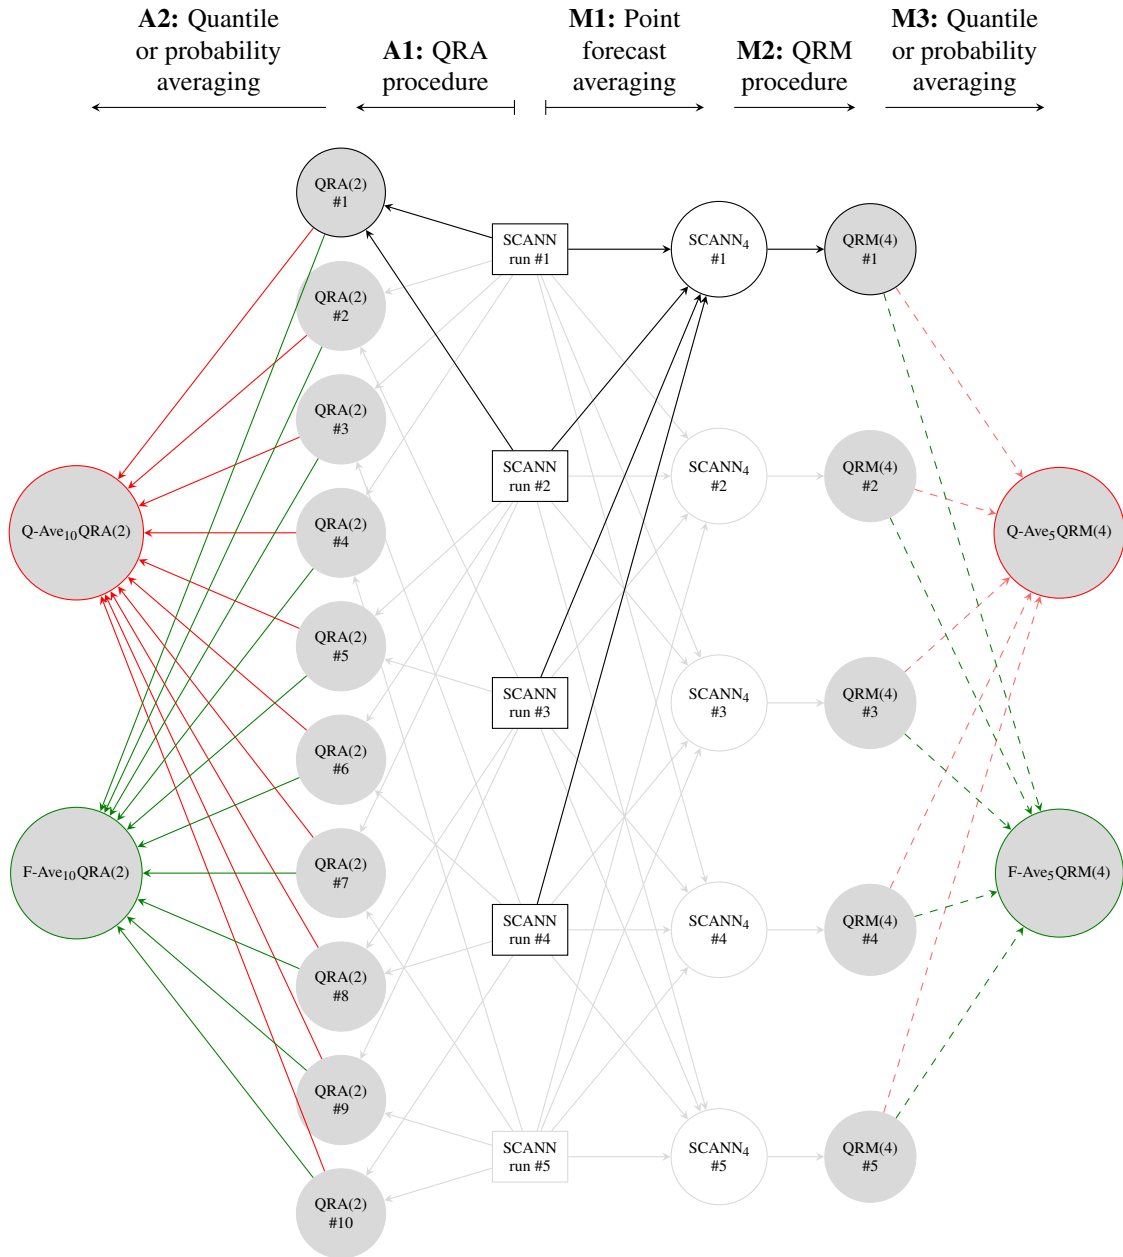 A2: Quantile
or probability
averaging
A1: QRA
procedure
M1: Point
forecast
averaging
M2: QRM
procedure
M3: Quantile
or probability
averaging
QRA(2)
#1
QRA(2)
#2
QRA(2)
#3
QRA(2)
#4
QRA(2)
#5
QRA(2)
#6
QRA(2)
#7
QRA(2)
#8
QRA(2)
#9
QRA(2)
#10
Q-Ave₁₀QRA(2)
F-Ave₁₀QRA(2)
SCANN
run #1
SCANN
run #2
SCANN
run #3
SCANN
run #4
SCANN
run #5
SCANN₄
#1
SCANN₄
#2
SCANN₄
#3
SCANN₄
#4
SCANN₄
#5
QRM(4)
#1
QRM(4)
#2
QRM(4)
#3
QRM(4)
#4
QRM(4)
#5
Q-Ave₅QRM(4)
F-Ave₅QRM(4)